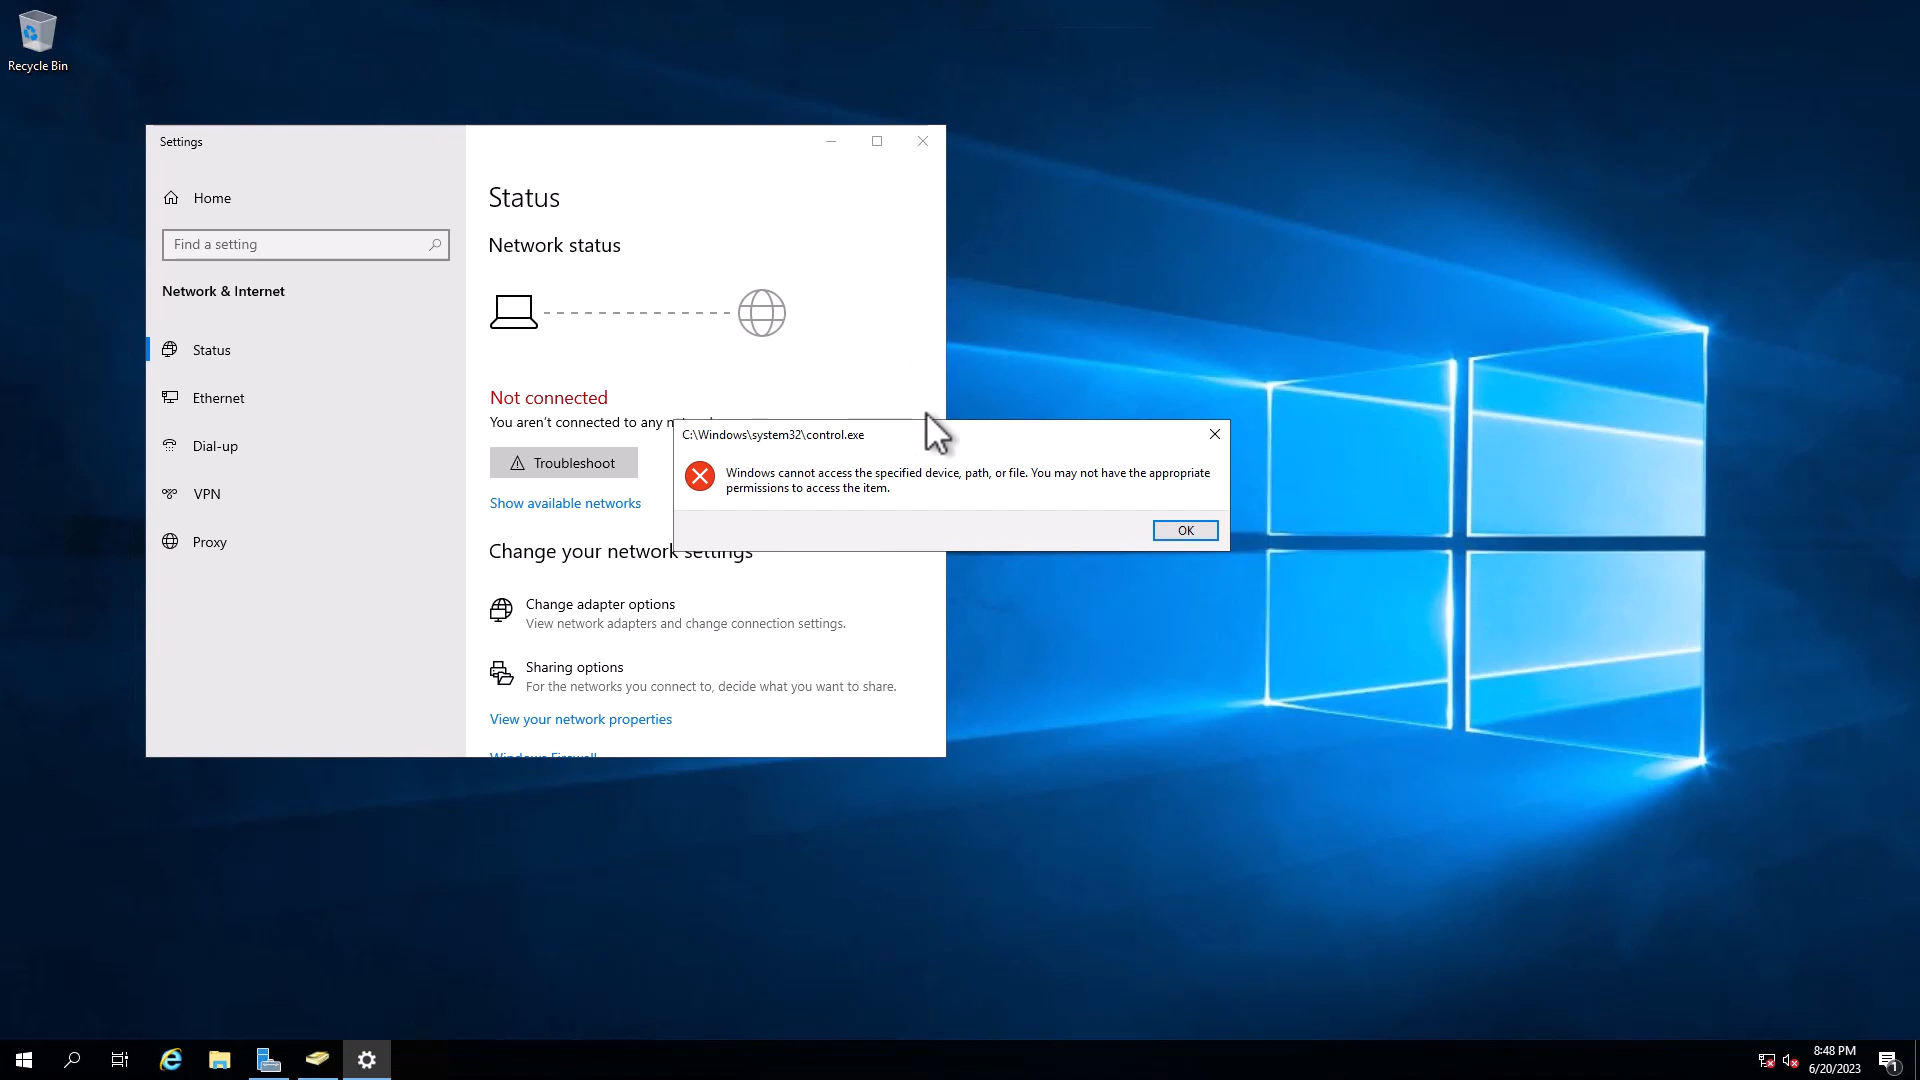 Recycle Bin
Settings
Home
Find a setting
Network & Internet
Status
Ethernet
Dial-up
VPN
Proxy
Status
Network status
Not connected
You aren't connected to any
Troubleshoot
Show available networks
Change your network settings
Change adapter options
View network adapters and change connection settings.
Sharing options
For the networks you connect to, decide what you want to share.
View your network properties
Windows Firewall
C:\Windows\system32\control.exe
Windows cannot access the specified device, path, or file. You may not have the appropriate
permissions to access the item.
OK
8:48 PM
6/20/2023
1